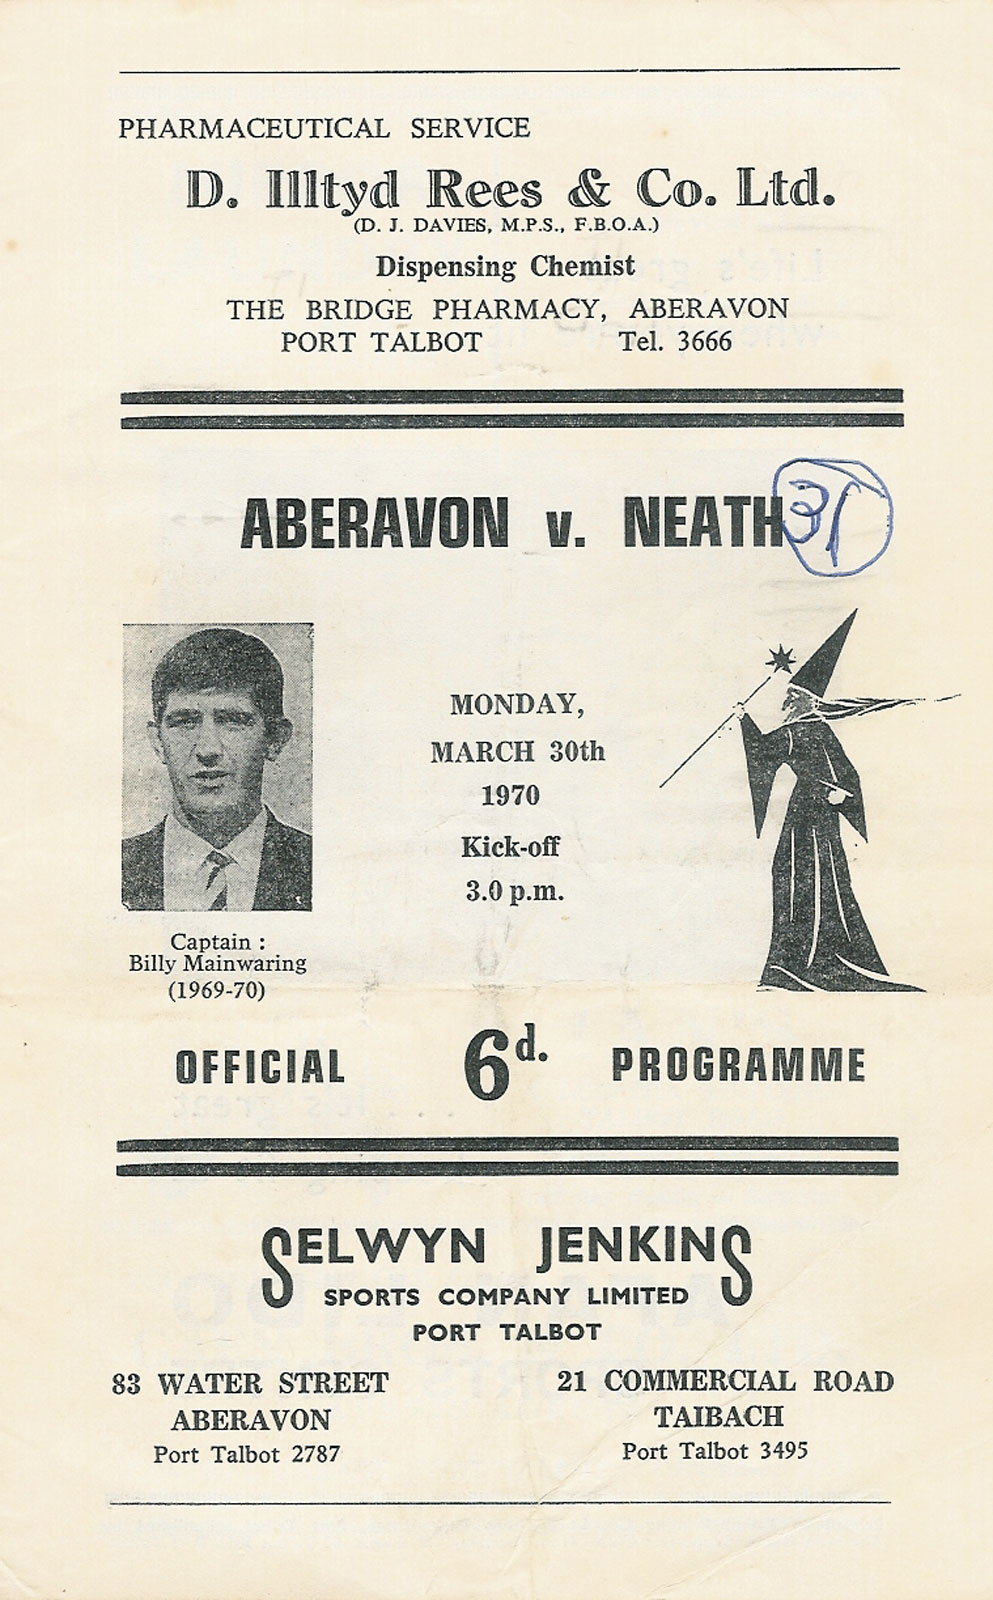 PHARMACEUTICAL SERVICE
D. Illtyd Rees & Co. Ltd.
(D. J. DAVIES, M.P.S., F.B.O.A.)
Dispensing Chemist
THE BRIDGE PHARMACY, ABERAVON
PORT TALBOT Tel. 3666
ABERAVON v. NEATH
31
MONDAY,
MARCH 30th
1970
Kick-off
3.0 p.m.
Captain :
Billy Mainwaring
(1969-70)
OFFICIAL 6d. PROGRAMME
SELWYN JENKINS
SPORTS COMPANY LIMITED
PORT TALBOT
83 WATER STREET
ABERAVON
Port Talbot 2787
21 COMMERCIAL ROAD
TAIBACH
Port Talbot 3495